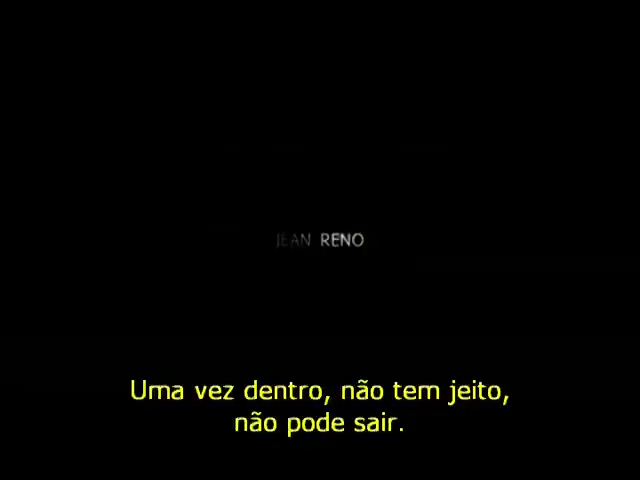 JEAN RENO
Uma vez dentro, não tem jeito,
não pode sair.